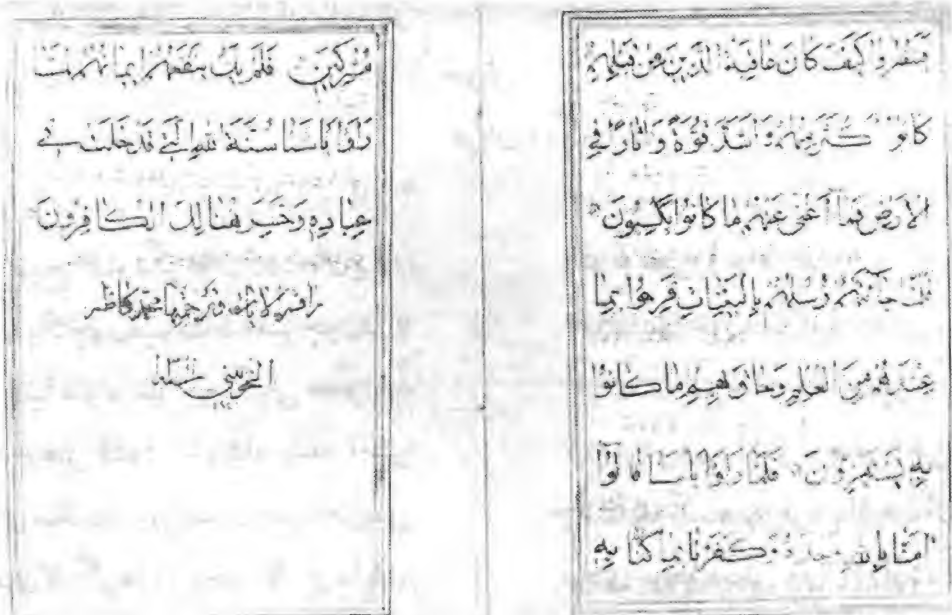 فينظروا كيف كان عاقبة الذين من قبلهم
كانوا أكثر منهم وأشد قوة وآثارا في
الأرض فما أغنى عنهم ما كانوا يكسبون
فلما جاءتهم رسلهم بالبينات فرحوا بما
عندهم من العلم وحاق بهم ما كانوا
به يستهزؤن فلما رأوا بأسنا قالوا
آمنا بالله وحده وكفرنا بما كنا به
مشركين فلم يك ينفعهم إيمانهم لما
رأوا بأسنا سنة الله التي قد خلت في
عباده وخسر هنالك الكافرون
محمد كاظم